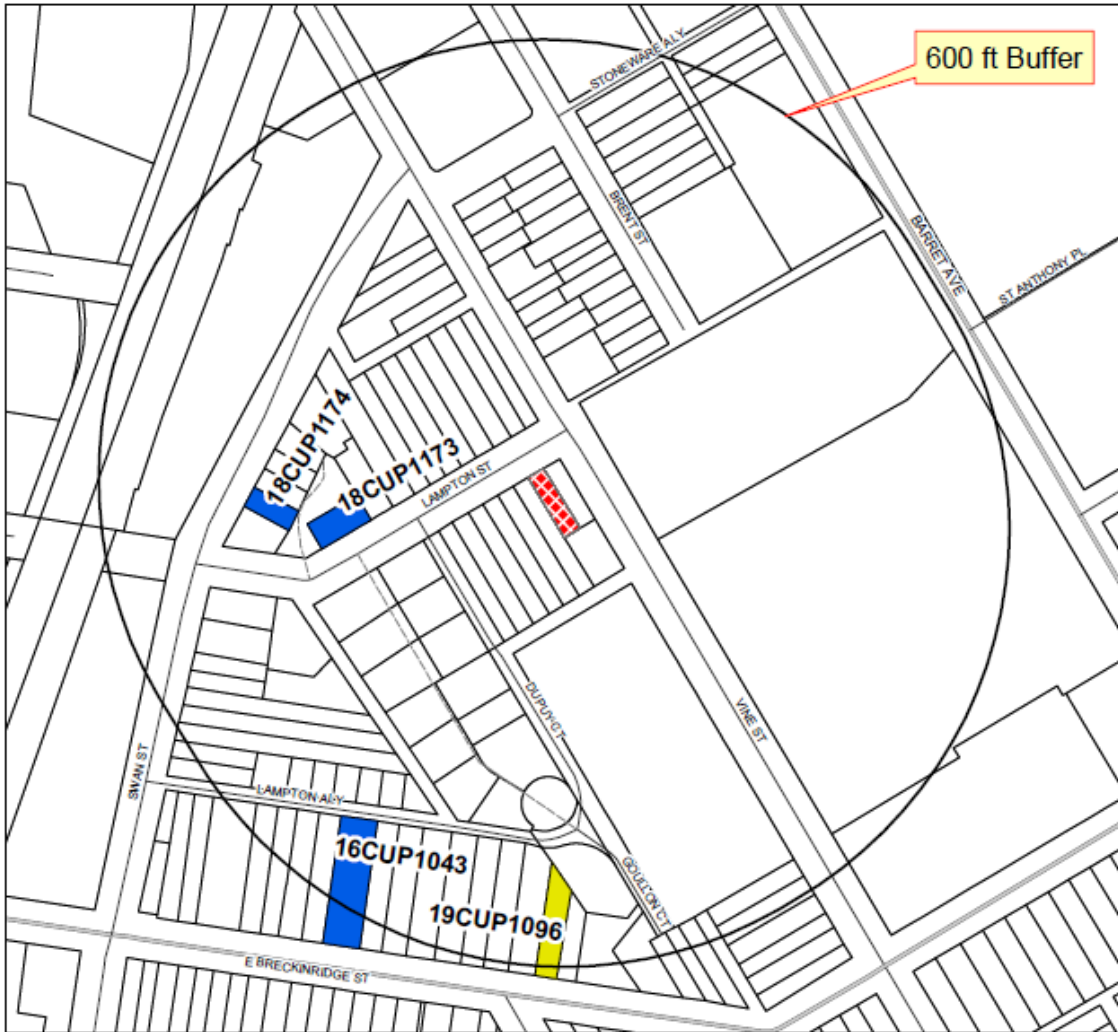 STONEWARE ALY
600 ft Buffer
BRENT ST
BARRET AVE
ST ANTHONY PL
18CUP1174
18CUP1173
LAMPTON ST
DUPUY CT
VINE ST
SWAN ST
LAMPTON ALY
16CUP1043
GOULLON CT
19CUP1096
E BRECKINRIDGE ST